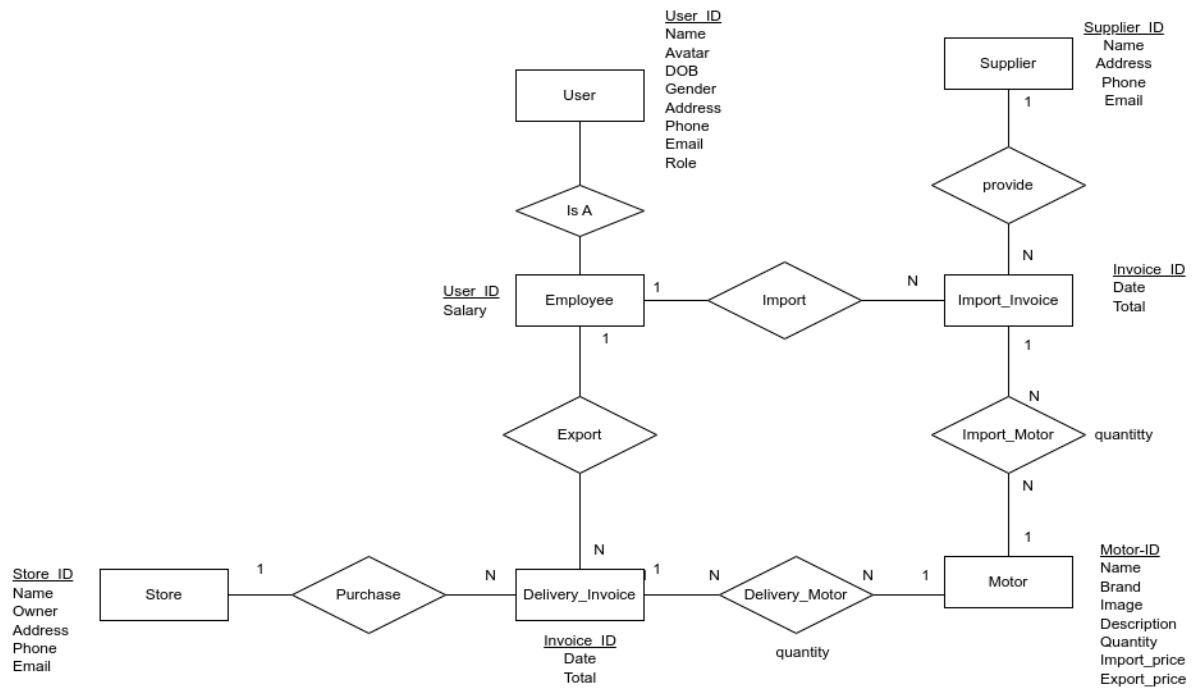 User_ID
Name
Avatar
DOB
Gender
Address
Phone
Email
Role
User
Supplier_ID
Name
Address
Phone
Email
Supplier
1
provide
N
Is A
User_ID
Salary
Employee
1
Import
N
Import_Invoice
Invoice_ID
Date
Total
1
1
N
Import_Motor
quantitty
N
1
Export
N
Store_ID
Name
Owner
Address
Phone
Email
Store
1
Purchase
N
Delivery_Invoice
1
Invoice_ID
Date
Total
N
Delivery_Motor
N
quantity
1
Motor
Motor-ID
Name
Brand
Image
Description
Quantity
Import_price
Export_price